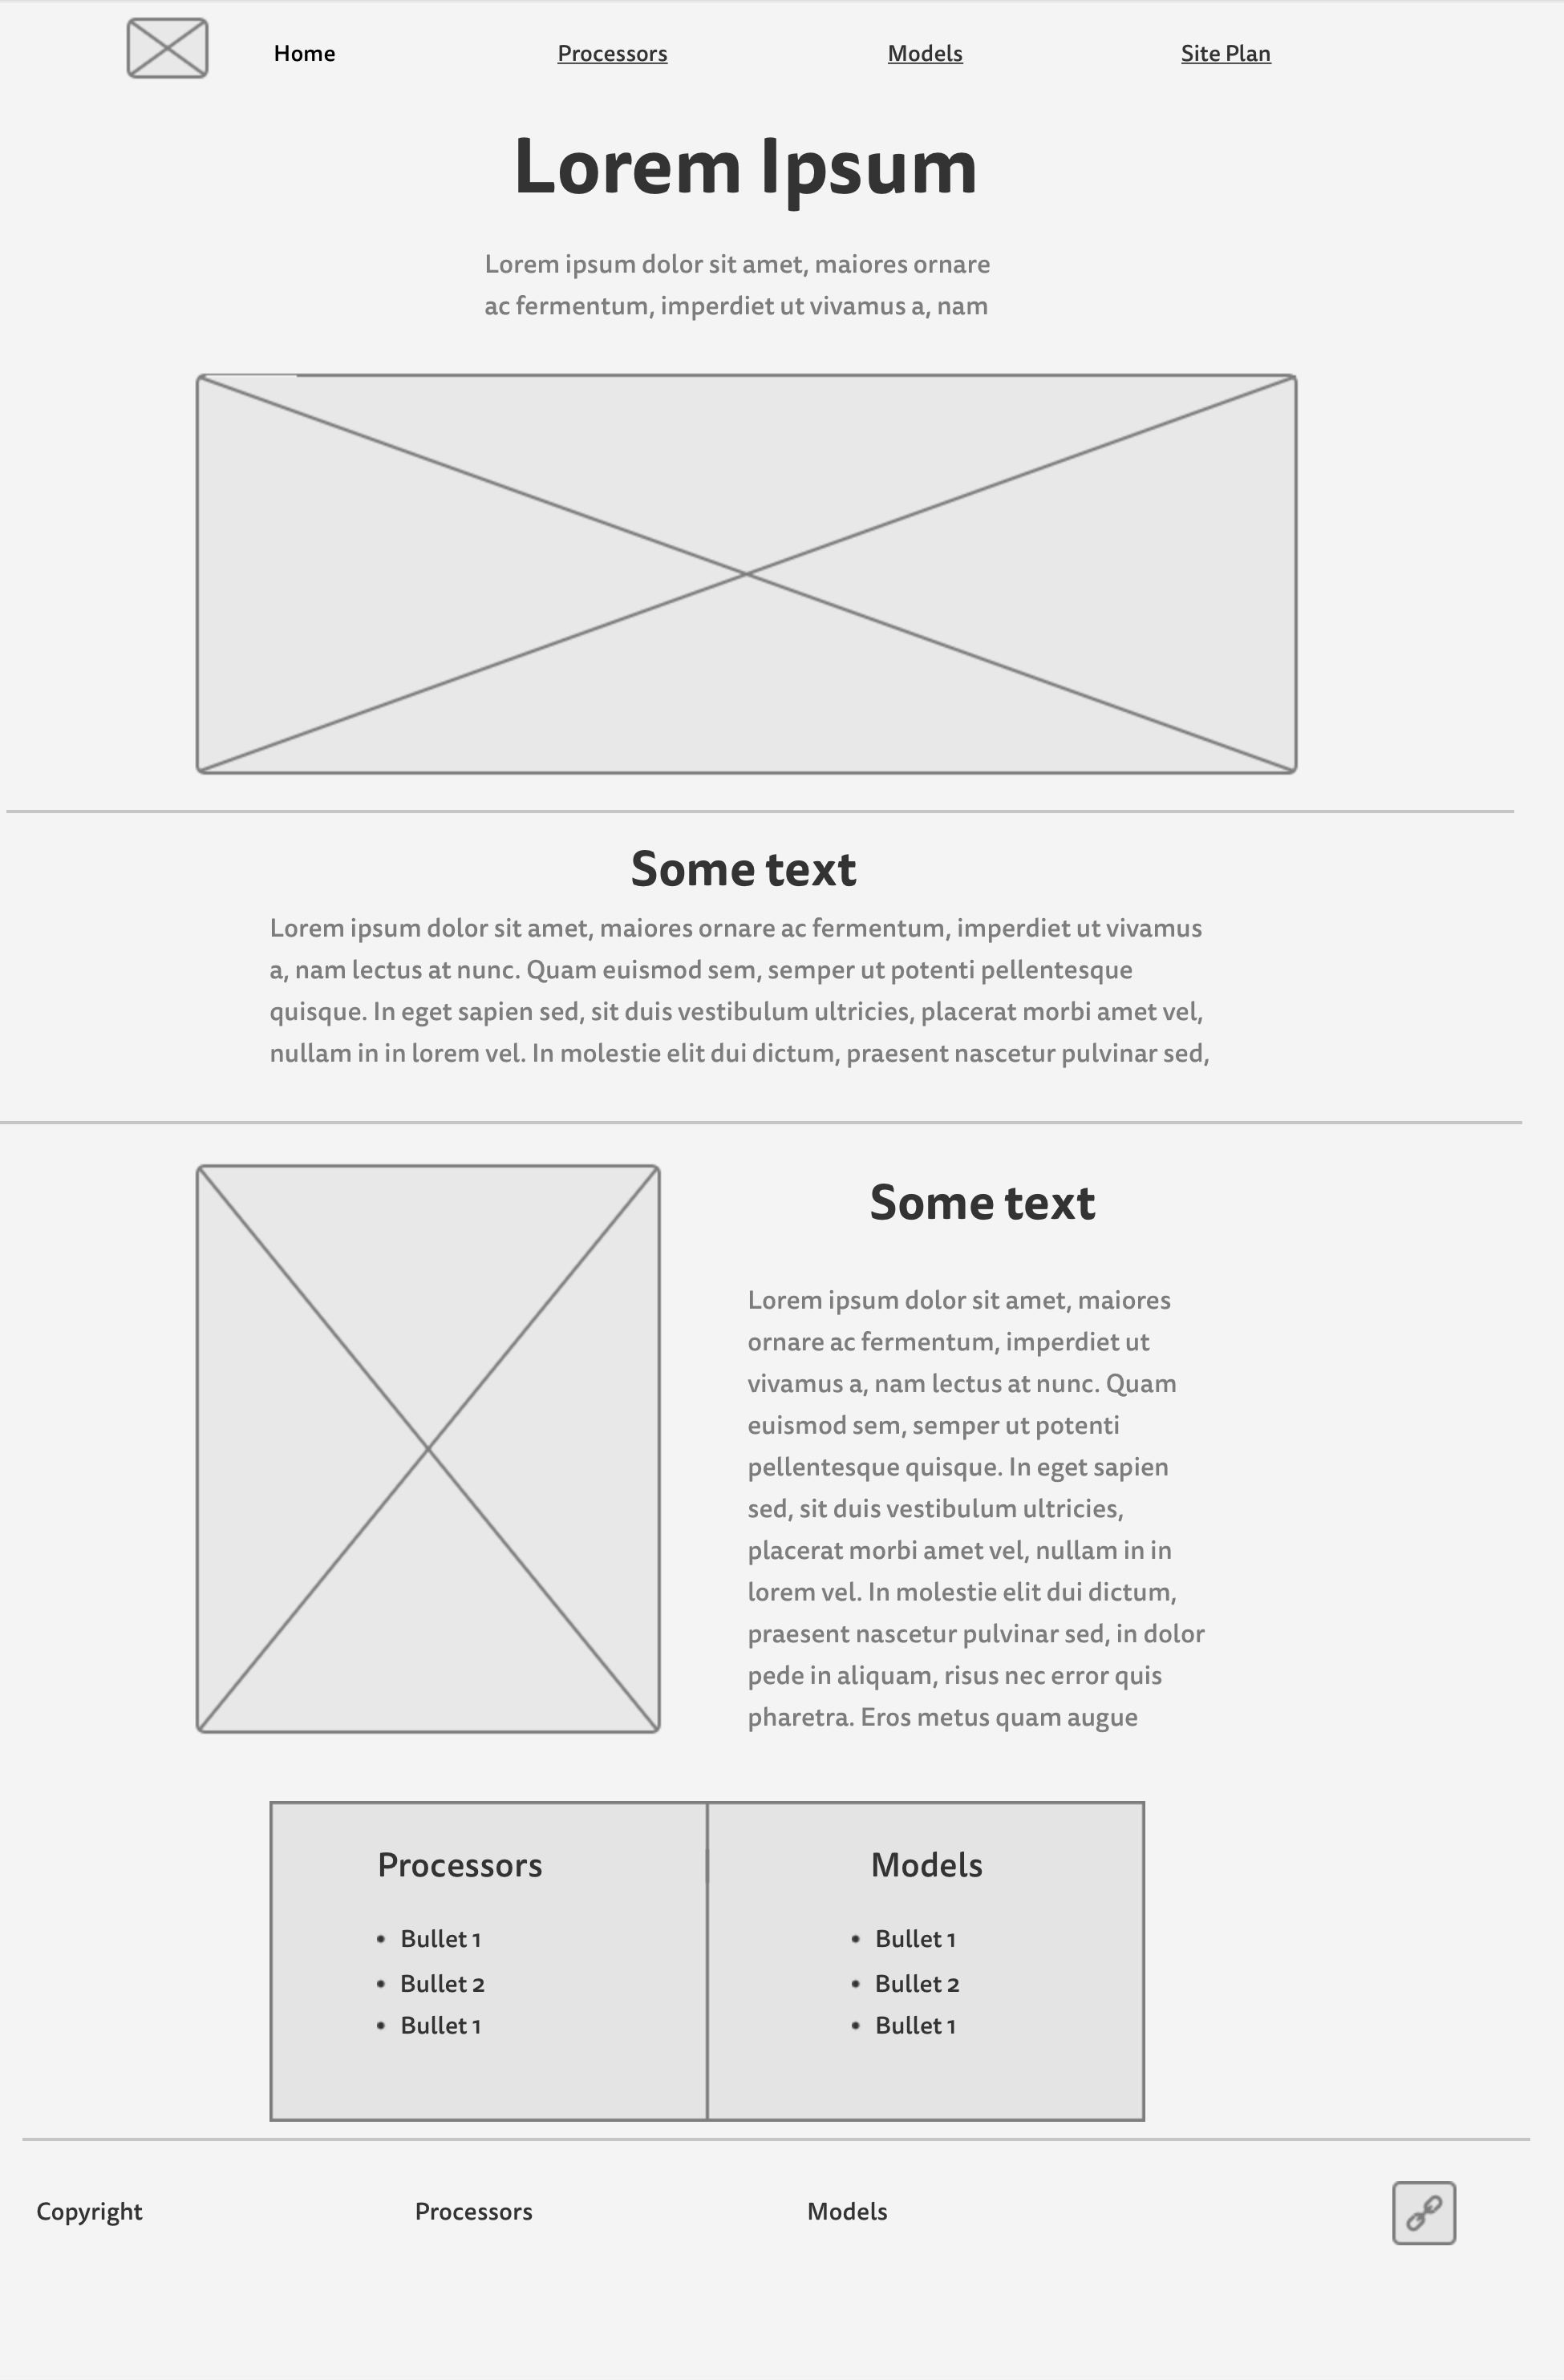 Home Processors Models Site Plan
Lorem Ipsum
Lorem ipsum dolor sit amet, maiores ornare
ac fermentum, imperdiet ut vivamus a, nam
Some text
Lorem ipsum dolor sit amet, maiores ornare ac fermentum, imperdiet ut vivamus
a, nam lectus at nunc. Quam euismod sem, semper ut potenti pellentesque
quisque. In eget sapien sed, sit duis vestibulum ultricies, placerat morbi amet vel,
nullam in in lorem vel. In molestie elit dui dictum, praesent nascetur pulvinar sed,
Some text
Lorem ipsum dolor sit amet, maiores
ornare ac fermentum, imperdiet ut
vivamus a, nam lectus at nunc. Quam
euismod sem, semper ut potenti
pellentesque quisque. In eget sapien
sed, sit duis vestibulum ultricies,
placerat morbi amet vel, nullam in in
lorem vel. In molestie elit dui dictum,
praesent nascetur pulvinar sed, in dolor
pede in aliquam, risus nec error quis
pharetra. Eros metus quam augue
Processors
Bullet 1
Bullet 2
Bullet 1
Models
Bullet 1
Bullet 2
Bullet 1
Copyright Processors Models